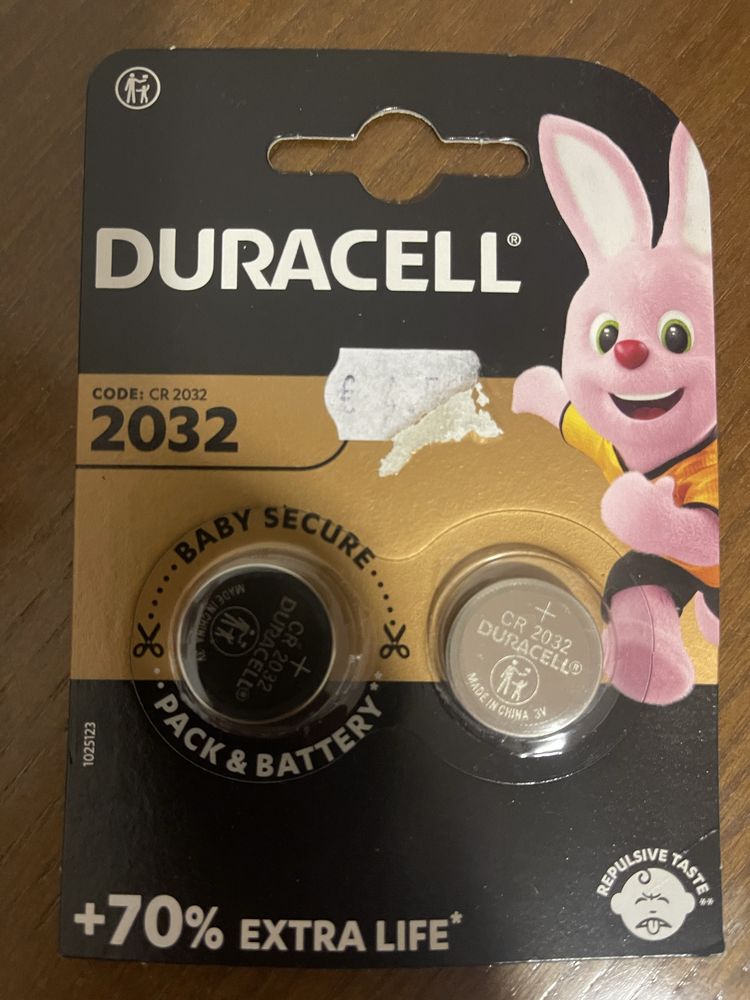 DURACELL®
CODE: CR 2032
2032
BABY SECURE
PACK & BATTERY**
CR 2032
DURACELL®
MADE IN CHINA 3V
+
CR 2032
DURACELL®
MADE IN CHINA 3V
+
1025123
REPULSIVE TASTE**
+70% EXTRA LIFE*